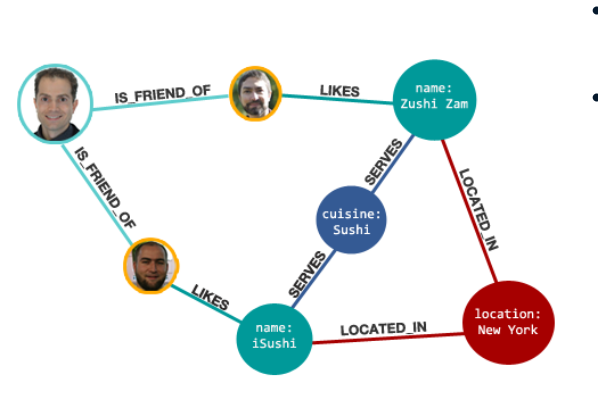 IS_FRIEND_OF
LIKES
name:
Zushi Zam
SERVES
IS_FRIEND_OF
LOCATED_IN
cuisine:
Sushi
SERVES
LIKES
name:
iSushi
LOCATED_IN
location:
New York